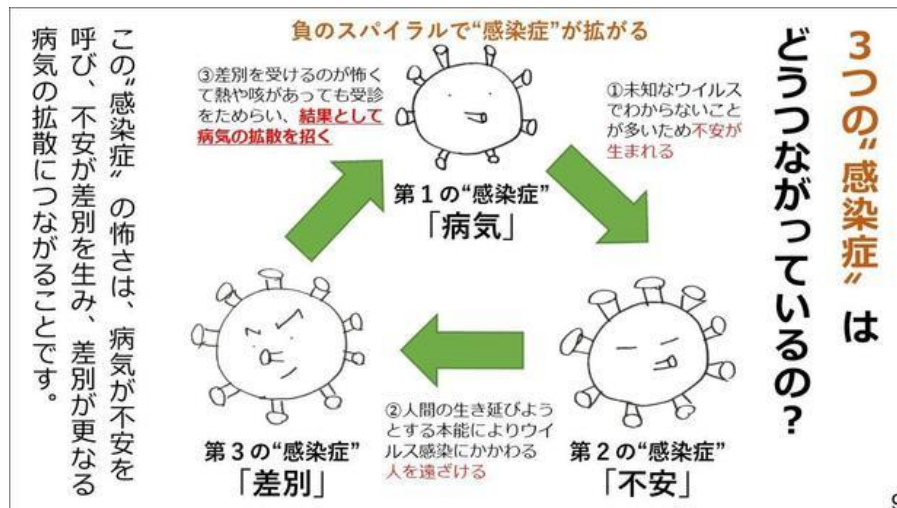 3つの“感染症”は
どうつながっているの？
負のスパイラルで“感染症”が拡がる
①未知なウイルス
でわからないこと
が多いため不安が
生まれる
第1の“感染症”
「病気」
②人間の生き延びよう
とする本能によりウイ
ルス感染にかかわる
人を遠ざける
第2の“感染症”
「不安」
③差別を受けるのが怖く
て熱や咳があっても受診
をためらい、結果として
病気の拡散を招く
第3の“感染症”
「差別」
この“感染症”の怖さは、病気が不安を
呼び、不安が差別を生み、差別が更なる
病気の拡散につながることです。
9